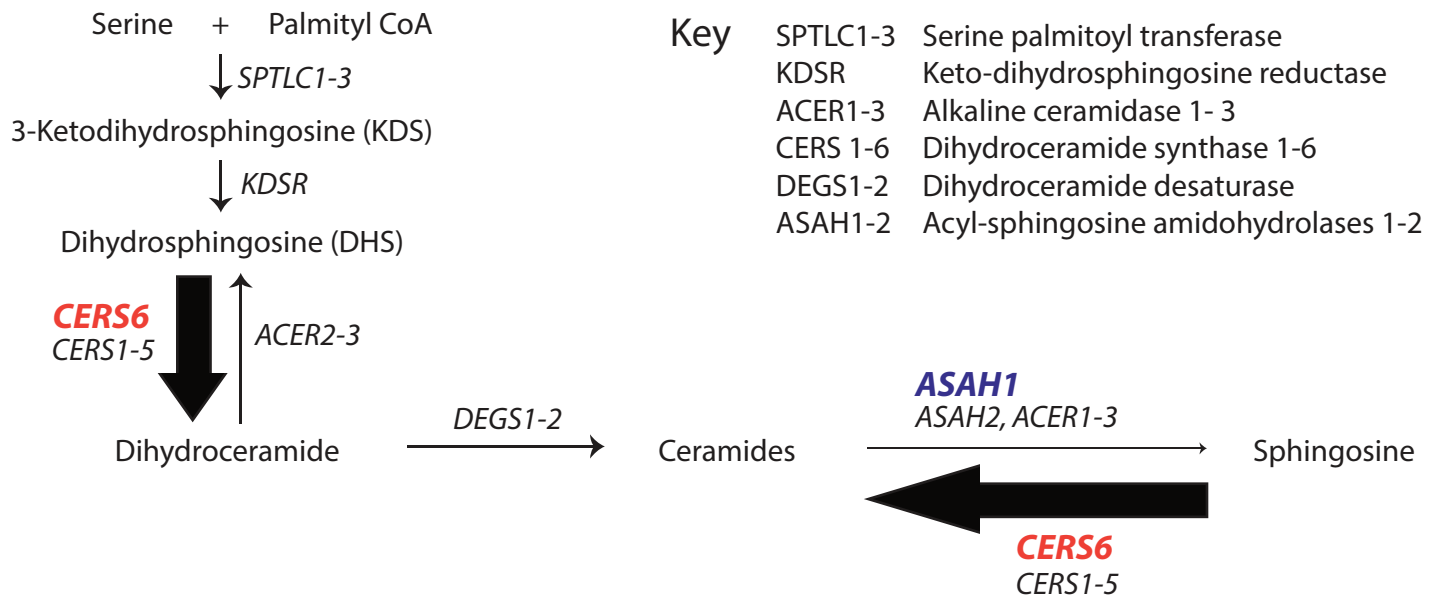 Serine + Palmityl CoA
SPTLC1-3
3-Ketodihydrosphingosine (KDS)
KDSR
Dihydrosphingosine (DHS)
CERS6
CERS1-5
ACER2-3
Dihydroceramide
DEGS1-2
Ceramides
ASAH1
ASAH2, ACER1-3
Sphingosine
CERS6
CERS1-5
Key
SPTLC1-3 Serine palmitoyl transferase
KDSR Keto-dihydrosphingosine reductase
ACER1-3 Alkaline ceramidase 1- 3
CERS 1-6 Dihydroceramide synthase 1-6
DEGS1-2 Dihydroceramide desaturase
ASAH1-2 Acyl-sphingosine amidohydrolases 1-2